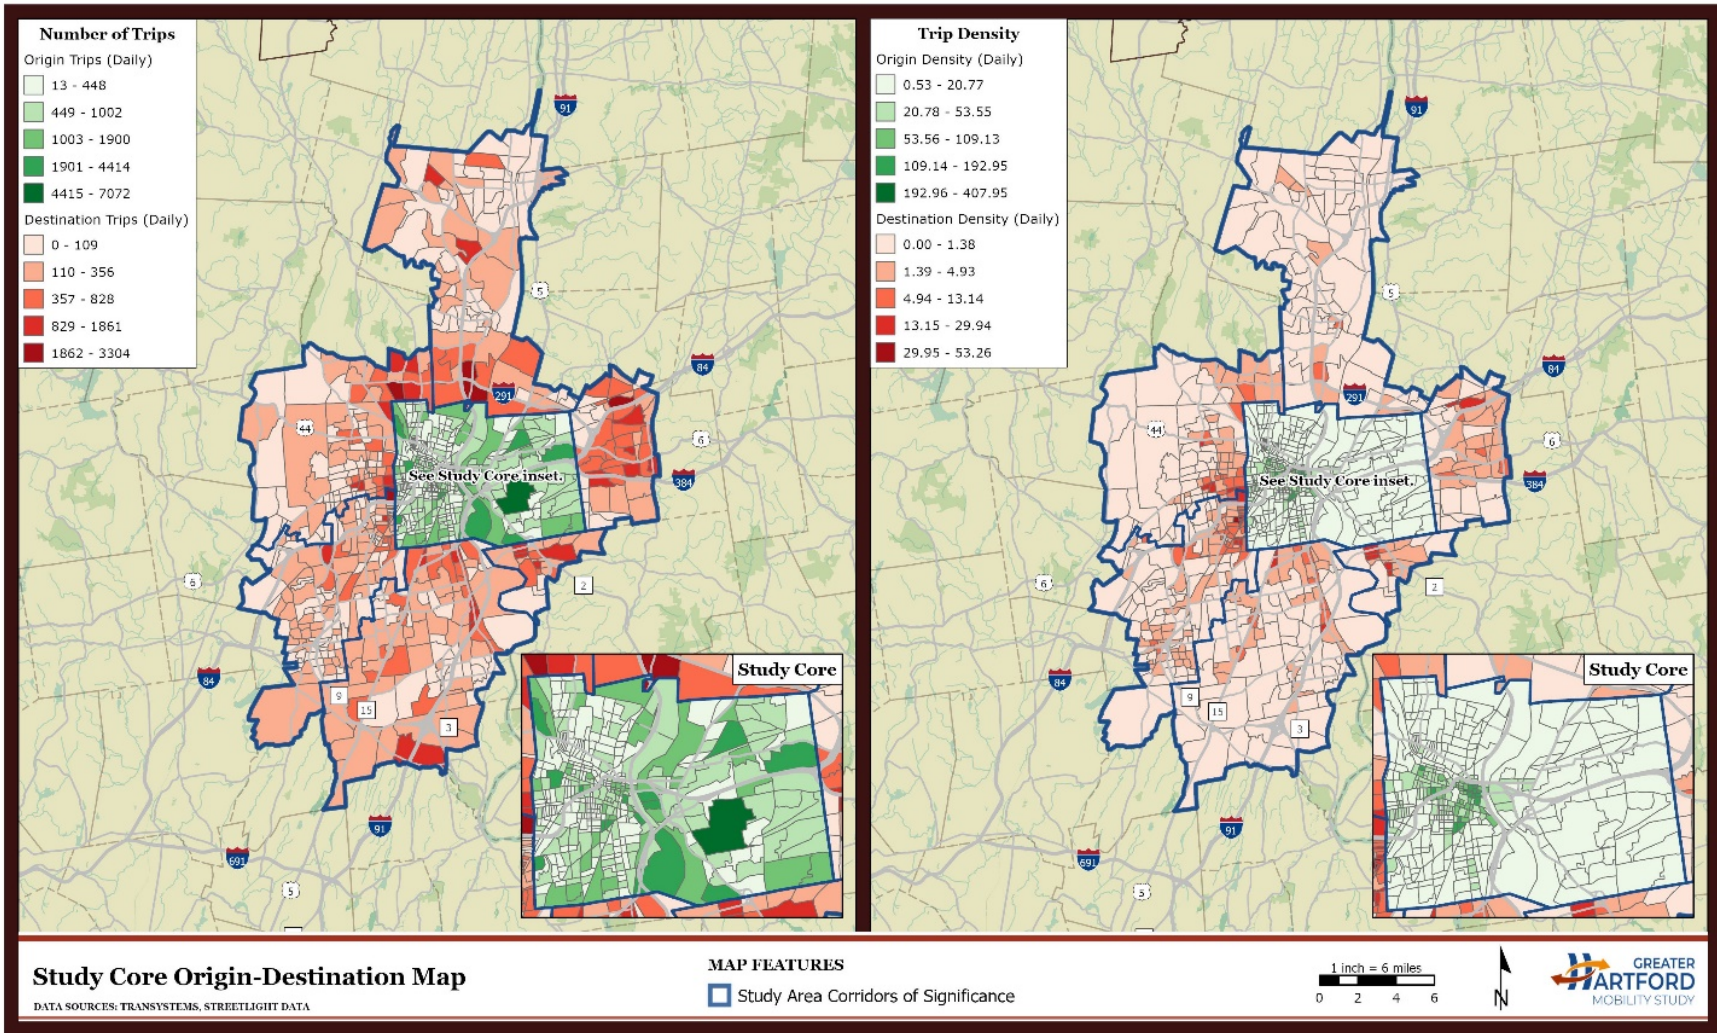 Number of Trips
Origin Trips (Daily)
13 - 448
449 - 1002
1003 - 1900
1901 - 4414
4415 - 7072
Destination Trips (Daily)
0 - 109
110 - 356
357 - 828
829 - 1861
1862 - 3304
91
5
84
291
44
6
See Study Core inset.
384
6
2
84
9
15
3
91
691
5
Study Core
Trip Density
Origin Density (Daily)
0.53 - 20.77
20.78 - 53.55
53.56 - 109.13
109.14 - 192.95
192.96 - 407.95
Destination Density (Daily)
0.00 - 1.38
1.39 - 4.93
4.94 - 13.14
13.15 - 29.94
29.95 - 53.26
91
5
84
291
44
6
See Study Core inset.
384
6
2
84
9
15
3
91
691
5
Study Core
Study Core Origin-Destination Map
DATA SOURCES: TRANSYSTEMS, STREETLIGHT DATA
MAP FEATURES
Study Area Corridors of Significance
1 inch = 6 miles
0 2 4 6
N
GREATER
HARTFORD
MOBILITY STUDY